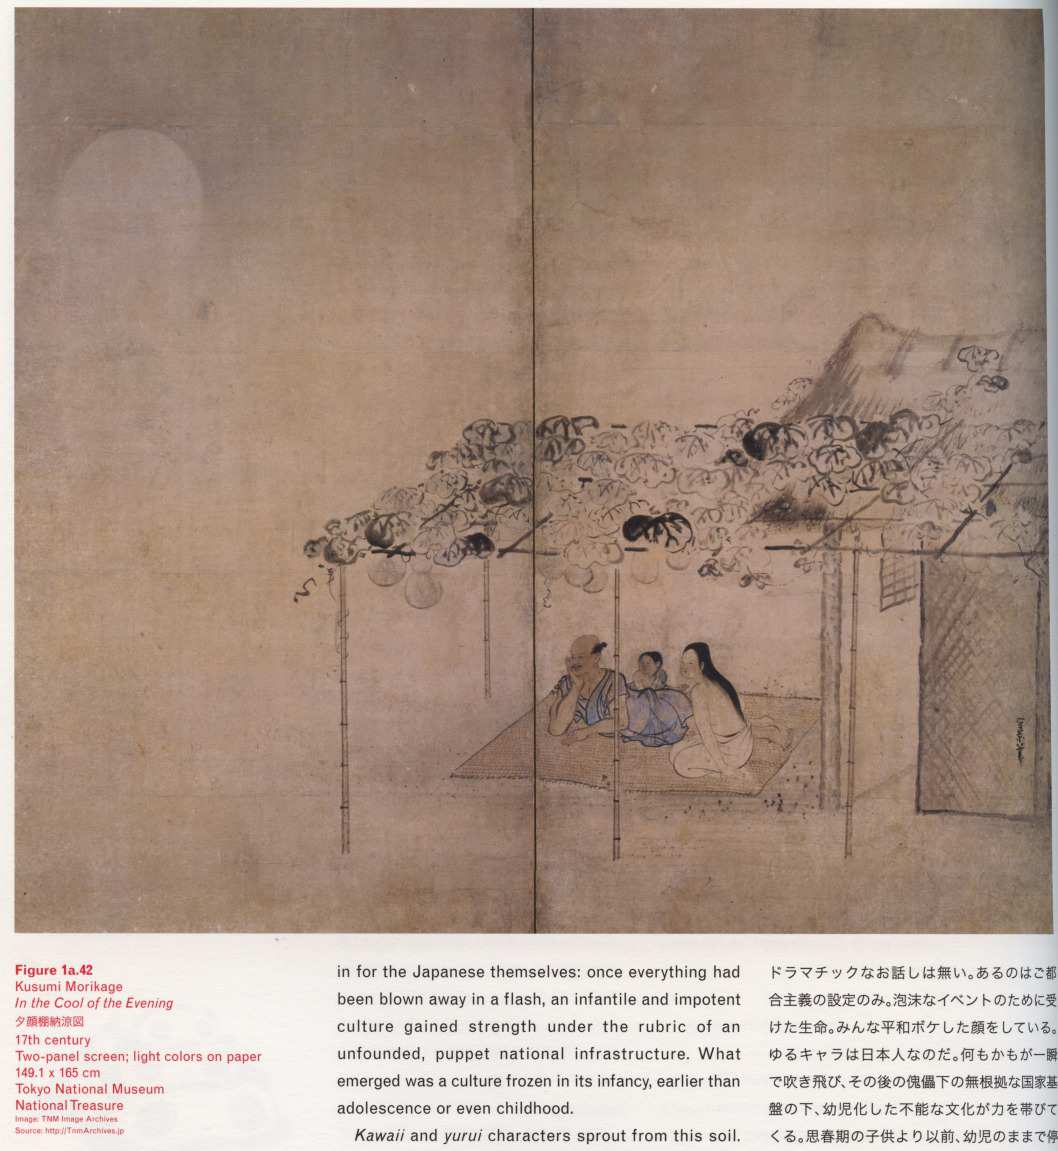 Figure 1a.42
Kusumi Morikage
In the Cool of the Evening
夕顔棚納涼図
17th century
Two-panel screen; light colors on paper
149.1 x 165 cm
Tokyo National Museum
National Treasure
Image: TNM Image Archives
Source: http://TnmArchives.jp
in for the Japanese themselves: once everything had
been blown away in a flash, an infantile and impotent
culture gained strength under the rubric of an
unfounded, puppet national infrastructure. What
emerged was a culture frozen in its infancy, earlier than
adolescence or even childhood.
Kawaii and yurui characters sprout from this soil.
ドラマチックなお話しは無い。あるのはご都
合主義の設定のみ。泡沫なイベントのために受
けた生命。みんな平和ボケした顔をしている。
ゆるキャラは日本人なのだ。何もかもが一瞬
で吹き飛び、その後の傀儡下の無根拠な国家基
盤の下、幼児化した不能な文化が力を帯びて
くる。思春期の子供より以前、幼児のままで停